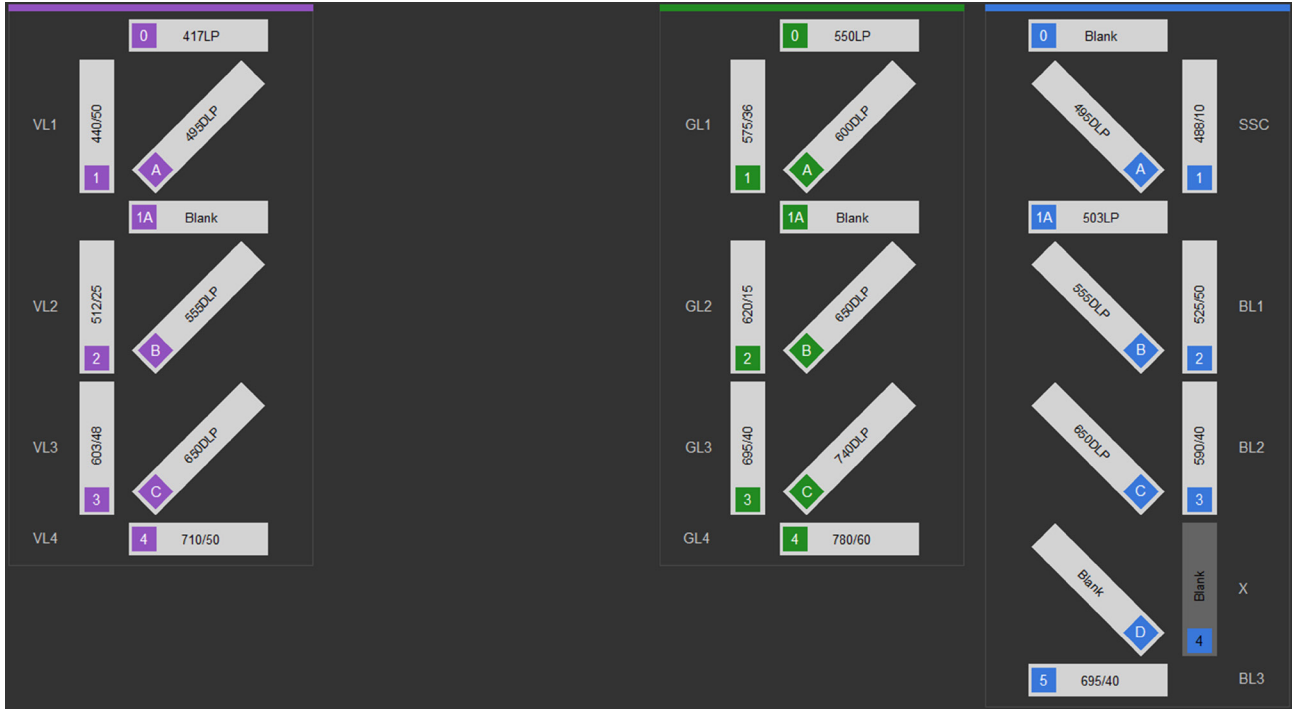 0 417LP
VL1 440/50 1 495DLP A
1A Blank
VL2 512/25 2 555DLP B
VL3 603/48 3 650DLP C
VL4 4 710/50
0 550LP
GL1 575/36 1 600DLP A
1A Blank
GL2 620/15 2 650DLP B
GL3 695/40 3 740DLP C
GL4 4 780/60
0 Blank
495DLP A 488/10 1 SSC
1A 503LP
555DLP B 525/50 2 BL1
650DLP C 590/40 3 BL2
Blank D Blank 4 X
5 695/40 BL3